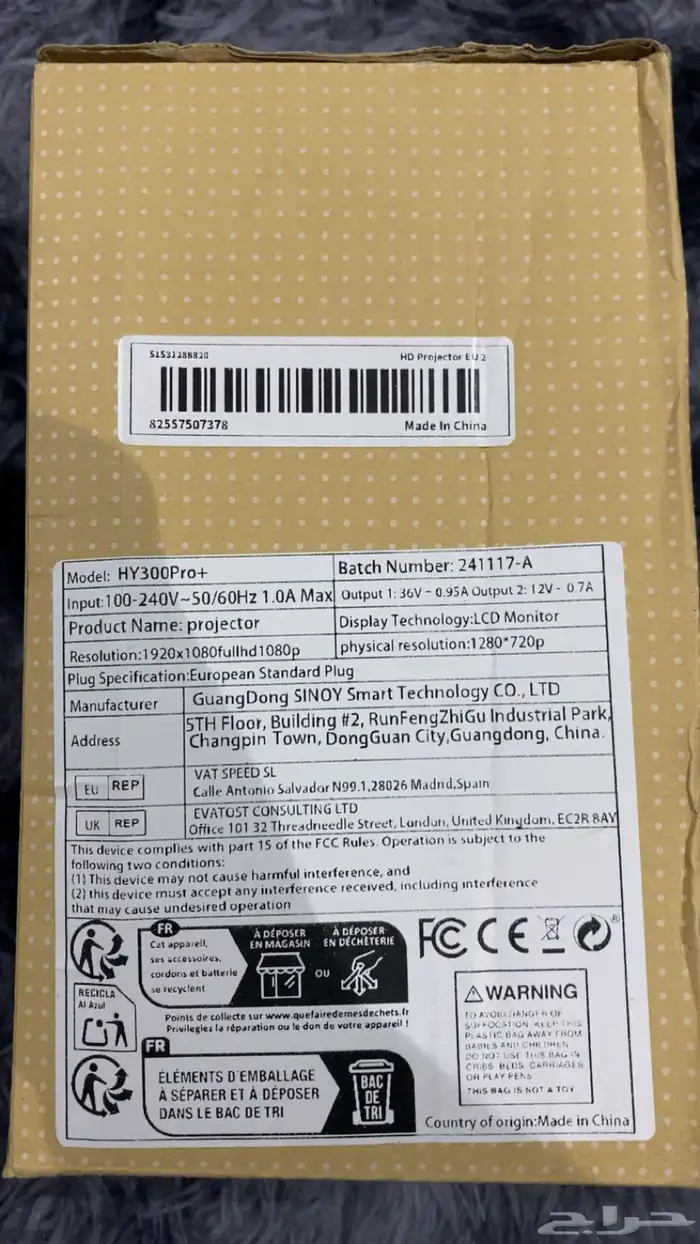 51531288820 HD Projector EU 2
82557507378 Made In China
Model: HY300Pro+ Batch Number: 241117-A
Input:100-240V~50/60Hz 1.0A Max Output 1: 36V – 0.95A Output 2: 12V - 0.7A
Product Name: projector Display Technology:LCD Monitor
Resolution:1920x1080fullhd1080p physical resolution:1280*720p
Plug Specification:European Standard Plug
Manufacturer GuangDong SINOY Smart Technology CO., LTD
Address 5TH Floor, Building #2, RunFengZhiGu Industrial Park,
Changpin Town, DongGuan City,Guangdong, China.
EU REP VAT SPEED SL
Calle Antonio Salvador N99.1,28026 Madrid,Spain
UK REP EVATOST CONSULTING LTD
Office 101 32 Threadneedle Street, London, United Kingdom, EC2R 8AY
This device complies with part 15 of the FCC Rules. Operation is subject to the
following two conditions:
(1) This device may not cause harmful interference, and
(2) this device must accept any interference received, including interference
that may cause undesired operation
FR
Cet appareil,
ses accessoires,
cordons et batterie
se recyclent
À DÉPOSER
EN MAGASIN
OU
À DÉPOSER
EN DÉCHÈTERIE
Points de collecte sur www.quefairedemesdechets.fr
Privilegiez la réparation ou le don de votre appareil !
RECICLA
Al Azul
FR
ÉLÉMENTS D'EMBALLAGE
À SÉPARER ET À DÉPOSER
DANS LE BAC DE TRI
BAC
DE
TRI
FC CE
WARNING
TO AVOID DANGER OF
SUFFOCATION, KEEP THIS
PLASTIC BAG AWAY FROM
BABIES AND CHILDREN
DO NOT USE THIS BAG IN
CRIBS BEDS CARRIAGES
OR PLAY PENS
THIS BAG IS NOT A TOY
Country of origin:Made in China
حراج